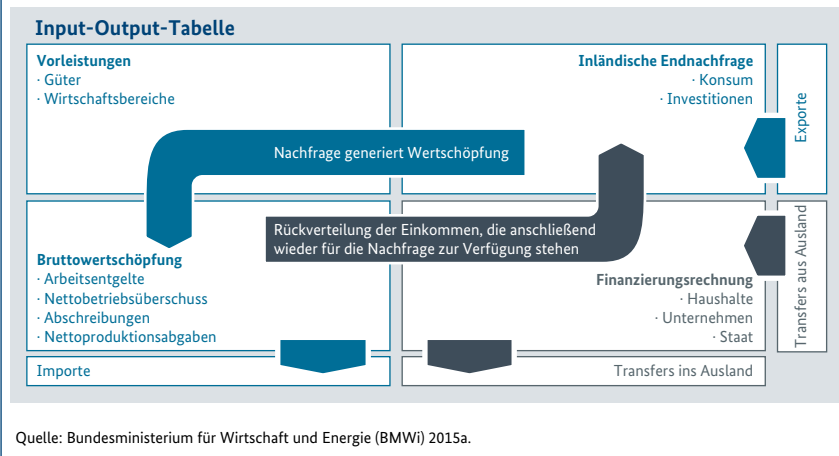 Input-Output-Tabelle
Vorleistungen
· Güter
· Wirtschaftsbereiche
Inländische Endnachfrage
· Konsum
· Investitionen
Exporte
Nachfrage generiert Wertschöpfung
Rückverteilung der Einkommen, die anschließend
wieder für die Nachfrage zur Verfügung stehen
Bruttowertschöpfung
· Arbeitsentgelte
· Nettobetriebsüberschuss
· Abschreibungen
· Nettoproduktionsabgaben
Finanzierungsrechnung
· Haushalte
· Unternehmen
· Staat
Transfers aus Ausland
Importe
Transfers ins Ausland
Quelle: Bundesministerium für Wirtschaft und Energie (BMWi) 2015a.